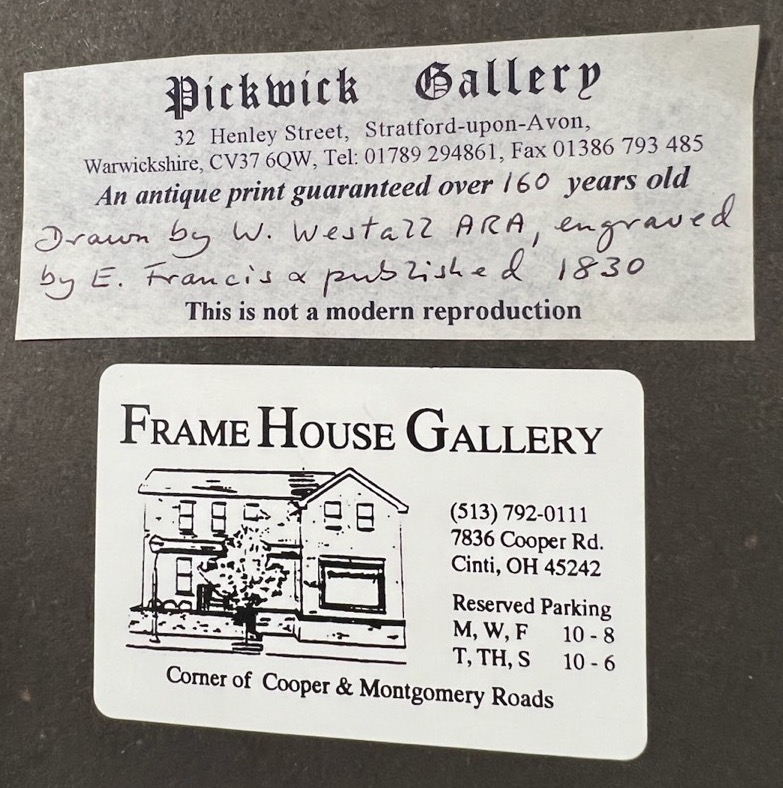 Pickwick Gallery
32 Henley Street, Stratford-upon-Avon,
Warwickshire, CV37 6QW, Tel: 01789 294861, Fax 01386 793 485
An antique print guaranteed over 160 years old
Drawn by W. Westall ARA, engraved
by E. Francis & published 1830
This is not a modern reproduction
FRAME HOUSE GALLERY
(513) 792-0111
7836 Cooper Rd.
Cinti, OH 45242
Reserved Parking
M, W, F 10 - 8
T, TH, S 10 - 6
Corner of Cooper & Montgomery Roads